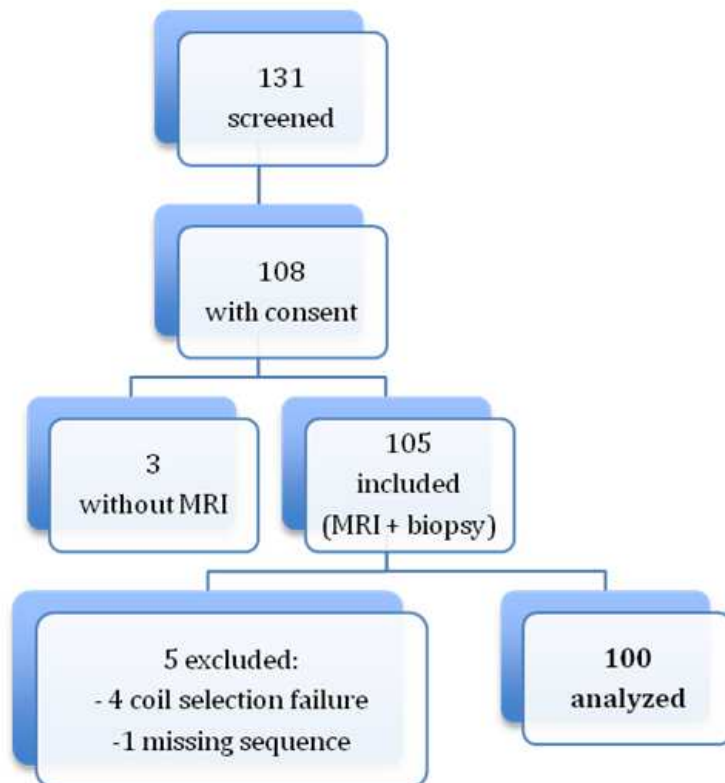 131
screened
108
with consent
3
without MRI
105
included
(MRI + biopsy)
5 excluded:
- 4 coil selection failure
-1 missing sequence
100
analyzed